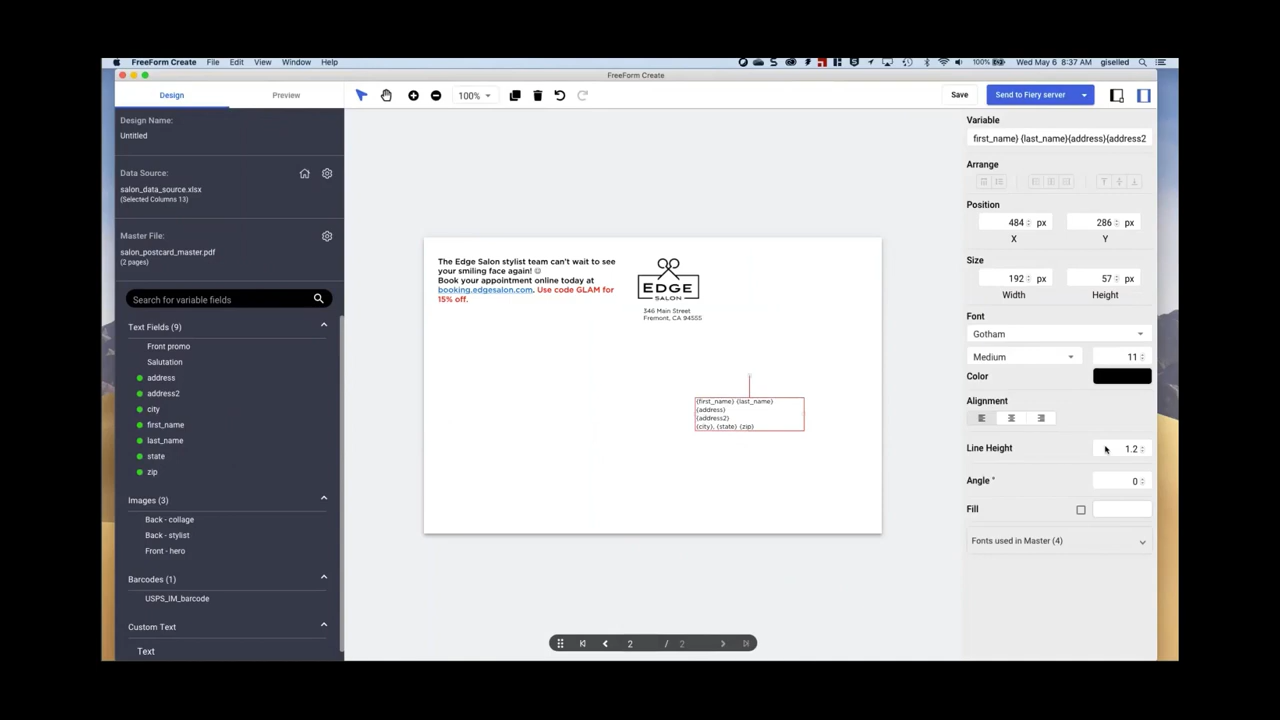 FreeForm Create File Edit View Window Help
100% Wed May 6 8:37 AM giselled
FreeForm Create
Design Preview
100%
Save Send to Fiery server
Design Name:
Untitled
Data Source:
salon_data_source.xlsx
(Selected Columns 13)
Master File:
salon_postcard_master.pdf
(2 pages)
Search for variable fields
Text Fields (9)
Front promo
Salutation
address
address2
city
first_name
last_name
state
zip
Images (3)
Back - collage
Back - stylist
Front - hero
Barcodes (1)
USPS_IM_barcode
Custom Text
Text
The Edge Salon stylist team can't wait to see
your smiling face again! ☺
Book your appointment online today at
booking.edgesalon.com. Use code GLAM for
15% off.
EDGE
SALON
346 Main Street
Fremont, CA 94555
{first_name} {last_name}
{address}
{address2}
{city}, {state} {zip}
2 / 2
Variable
first_name} {last_name}{address}{address2
Arrange
Position
484 px 286 px
X Y
Size
192 px 57 px
Width Height
Font
Gotham
Medium 11
Color
Alignment
Line Height 1.2
Angle ° 0
Fill
Fonts used in Master (4)